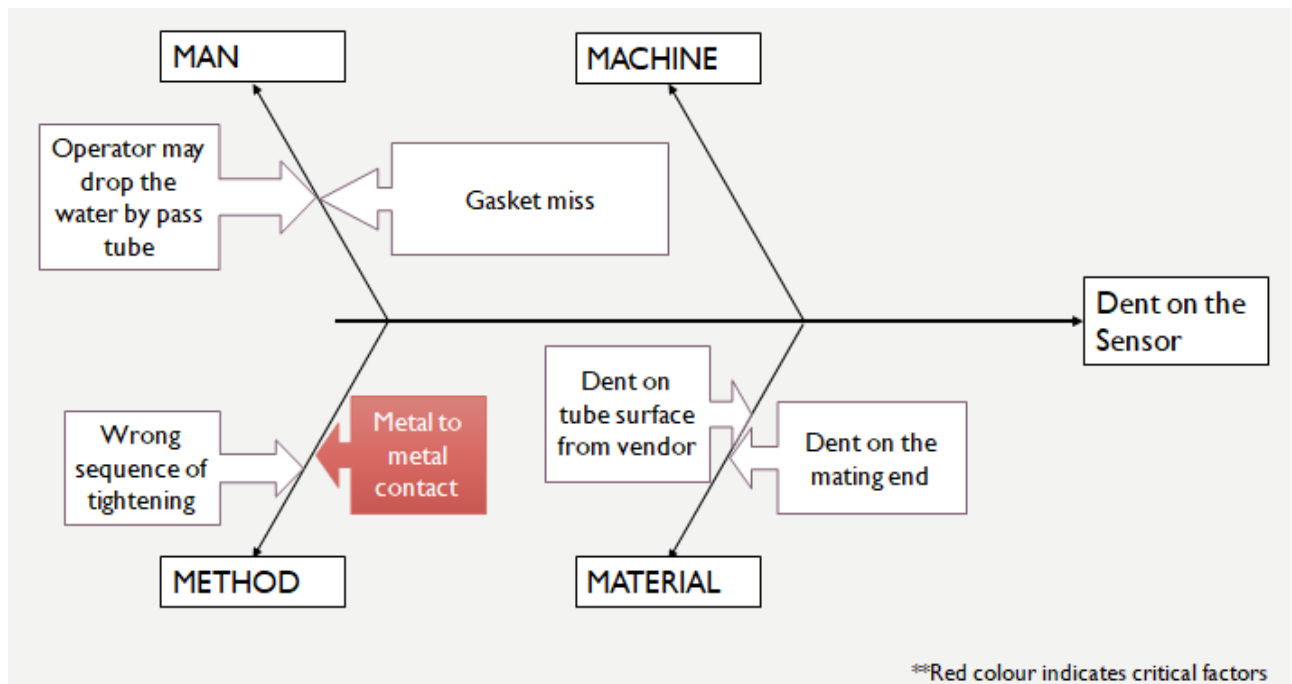 MAN
MACHINE
Operator may
drop the
water by pass
tube
Gasket miss
Dent on the
Sensor
Wrong
sequence of
tightening
Metal to
metal
contact
Dent on
tube surface
from vendor
Dent on the
mating end
METHOD
MATERIAL
**Red colour indicates critical factors